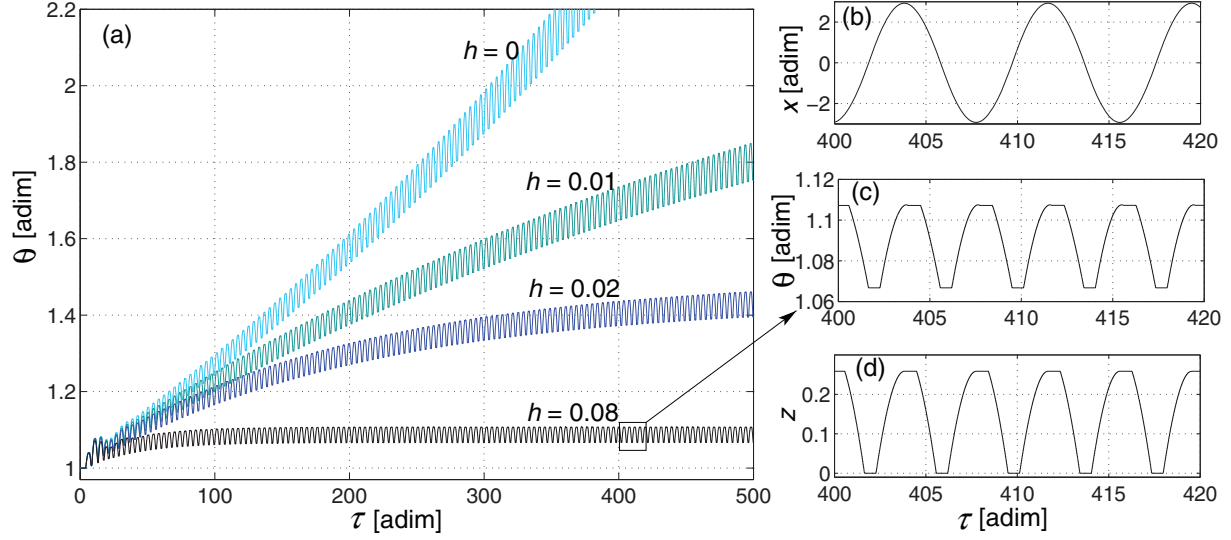 (a)
2.2
2
1.8
1.6
1.4
1.2
1
θ [adim]
h = 0
h = 0.01
h = 0.02
h = 0.08
0 100 200 300 400 500
τ [adim]
(b)
2
0
−2
x [adim]
400 405 410 415 420
(c)
1.12
1.1
1.08
1.06
θ [adim]
400 405 410 415 420
(d)
0.2
0.1
0
z
400 405 410 415 420
τ [adim]